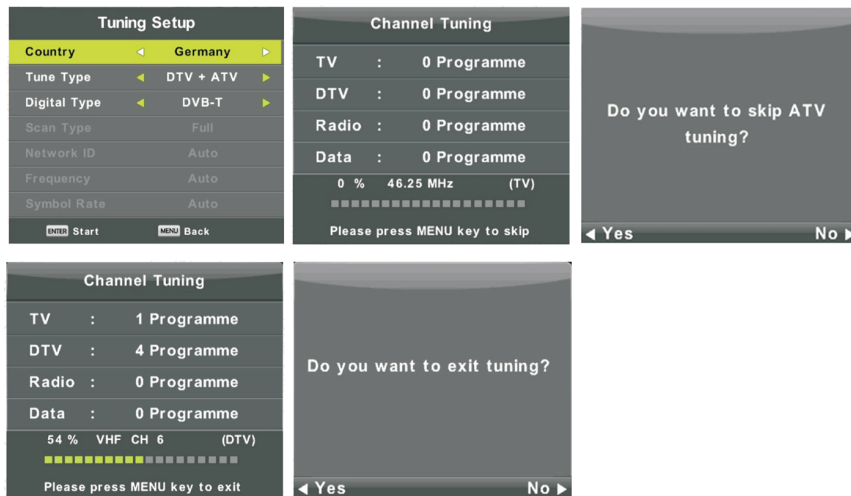 Tuning Setup
Country Germany
Tune Type DTV + ATV
Digital Type DVB-T
Scan Type Full
Network ID Auto
Frequency Auto
Symbol Rate Auto
ENTER Start MENU Back
Channel Tuning
TV : 0 Programme
DTV : 0 Programme
Radio : 0 Programme
Data : 0 Programme
0 % 46.25 MHz (TV)
Please press MENU key to skip
Do you want to skip ATV
tuning?
Yes No
Channel Tuning
TV : 1 Programme
DTV : 4 Programme
Radio : 0 Programme
Data : 0 Programme
54 % VHF CH 6 (DTV)
Please press MENU key to exit
Do you want to exit tuning?
Yes No